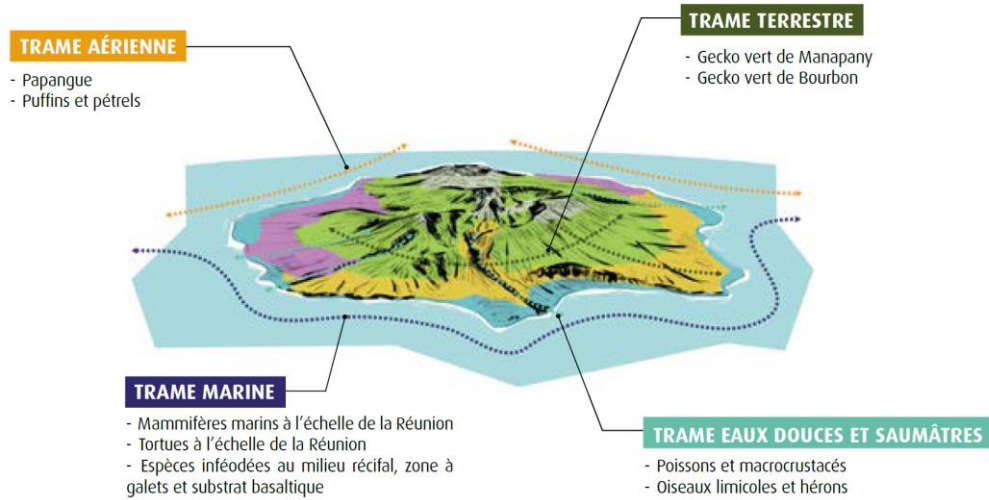 TRAME AÉRIENNE
- Papangue
- Puffins et pétrels
TRAME TERRESTRE
- Gecko vert de Manapany
- Gecko vert de Bourbon
TRAME MARINE
- Mammifères marins à l'échelle de la Réunion
- Tortues à l'échelle de la Réunion
- Espèces inféodées au milieu récifal, zone à
galets et substrat basaltique
TRAME EAUX DOUCES ET SAUMÂTRES
- Poissons et macrocrustacés
- Oiseaux limicoles et hérons